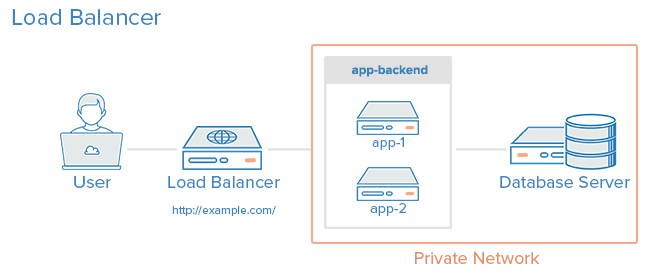 Load Balancer
app-backend
app-1
app-2
User
Load Balancer
http://example.com/
Database Server
Private Network